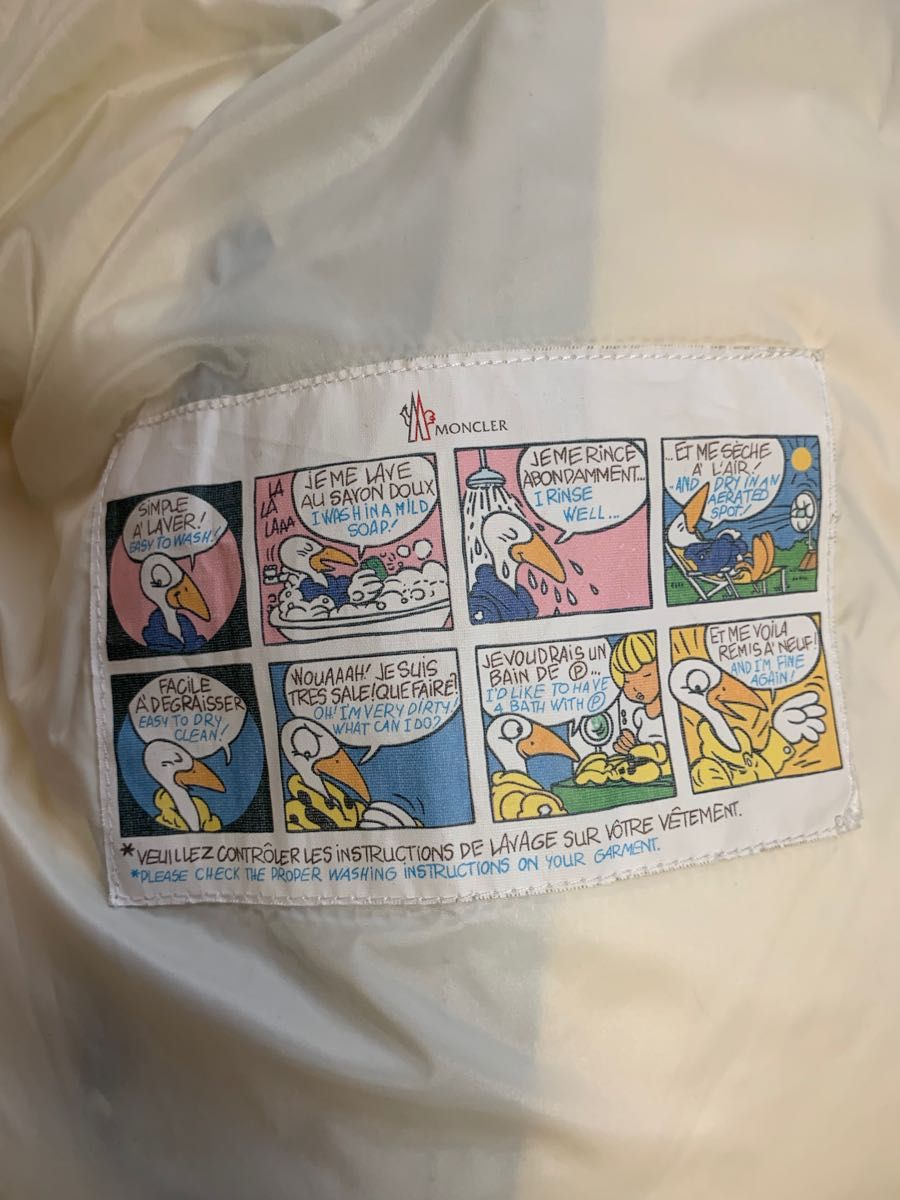 MONCLER
SIMPLE
À LAVER!
EASY TO WASH!
LA
LA
LAAA
JE ME LAVE
AU SAVON DOUX
I WASH IN A MILD
SOAP!
JE ME RINCE
ABONDAMMENT...
I RINSE
WELL...
...ET ME SÈCHE
À L'AIR!
...AND DRY IN AN
AERATED
SPOT!
FACILE
À DEGRAISSER
EASY TO DRY
CLEAN!
WOUAAAH! JE SUIS
TRES SALE! QUE FAIRE?
OH! I'M VERY DIRTY!
WHAT CAN I DO?
JE VOUDRAIS UN
BAIN DE Ⓟ...
I'D LIKE TO HAVE
A BATH WITH Ⓟ
ET ME VOILA
REMIS À NEUF!
AND I'M FINE
AGAIN!
*VEUILLEZ CONTRÔLER LES INSTRUCTIONS DE LAVAGE SUR VÔTRE VÊTEMENT.
*PLEASE CHECK THE PROPER WASHING INSTRUCTIONS ON YOUR GARMENT.